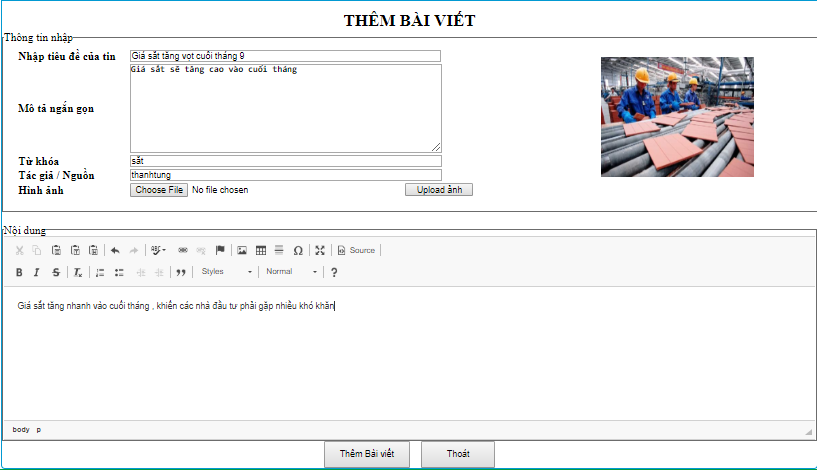 THÊM BÀI VIẾT
Thông tin nhập
Nhập tiêu đề của tin Giá sắt tăng vọt cuối tháng 9
Mô tả ngắn gọn Giá sắt sẽ tăng cao vào cuối tháng
Từ khóa sắt
Tác giả / Nguồn thanhtung
Hình ảnh Choose File No file chosen Upload ảnh
Nội dung
Source
B I S Tx Styles Normal ?
Giá sắt tăng nhanh vào cuối tháng , khiến các nhà đầu tư phải gặp nhiều khó khăn
body p
Thêm Bài viết Thoát